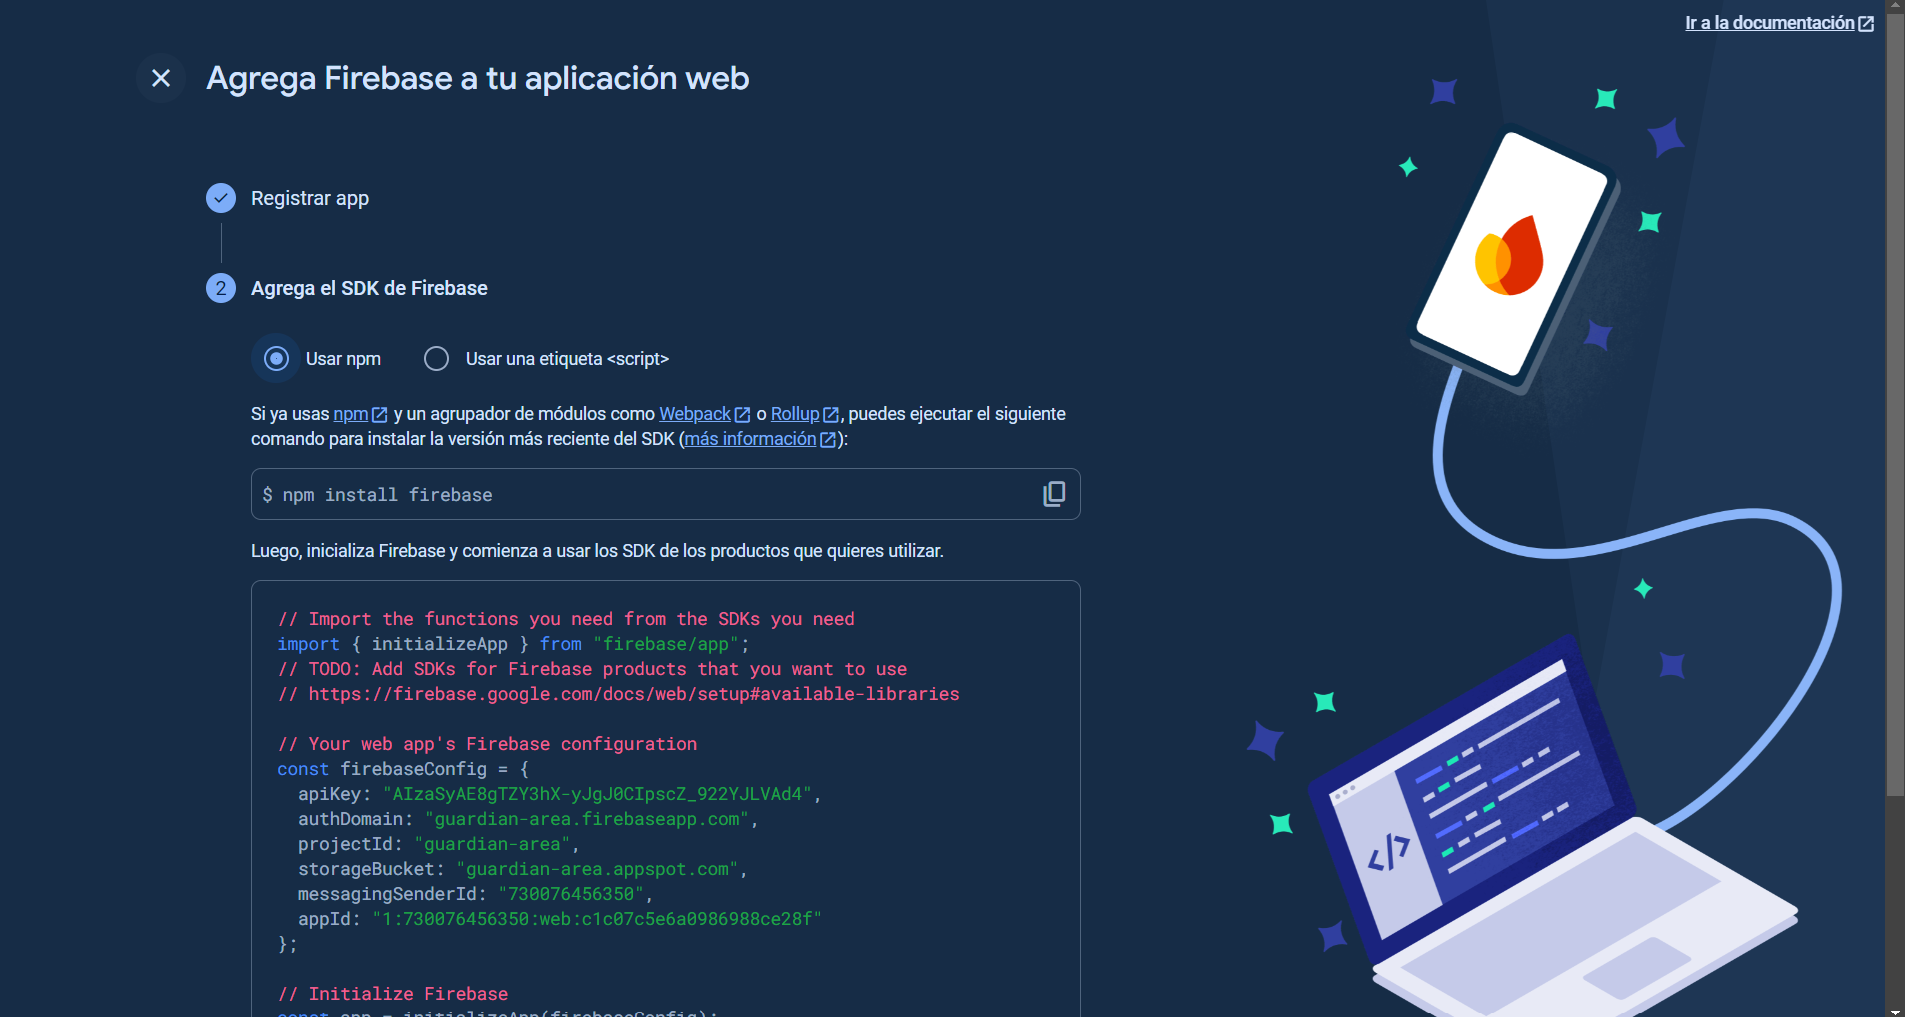 Ir a la documentación
Agrega Firebase a tu aplicación web
Registrar app
2 Agrega el SDK de Firebase
Usar npm Usar una etiqueta <script>
Si ya usas npm y un agrupador de módulos como Webpack o Rollup, puedes ejecutar el siguiente
comando para instalar la versión más reciente del SDK (más información):
$ npm install firebase
Luego, inicializa Firebase y comienza a usar los SDK de los productos que quieres utilizar.
// Import the functions you need from the SDKs you need
import { initializeApp } from "firebase/app";
// TODO: Add SDKs for Firebase products that you want to use
// https://firebase.google.com/docs/web/setup#available-libraries
// Your web app's Firebase configuration
const firebaseConfig = {
apiKey: "AIzaSyAE8gTZY3hX-yJgJ0CIpscZ_922YJLVAd4",
authDomain: "guardian-area.firebaseapp.com",
projectId: "guardian-area",
storageBucket: "guardian-area.appspot.com",
messagingSenderId: "730076456350",
appId: "1:730076456350:web:c1c07c5e6a0986988ce28f"
};
// Initialize Firebase
const app = initializeApp(firebaseConfig);
</>